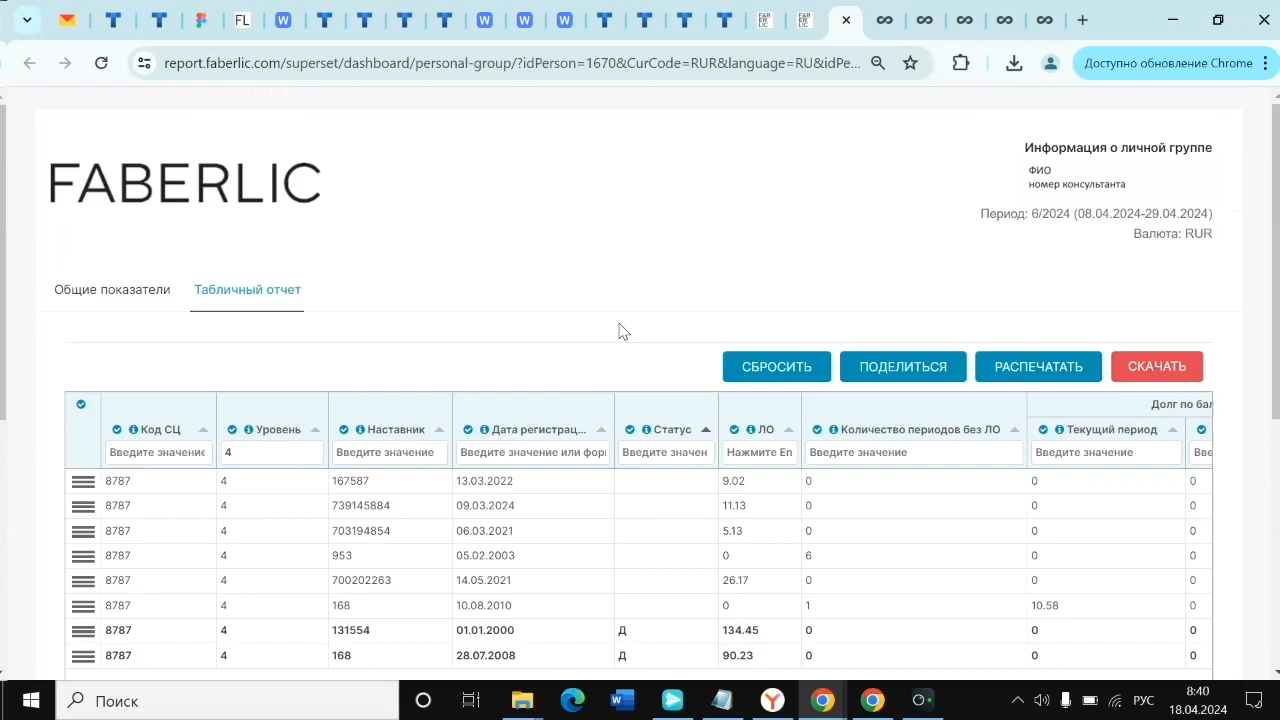 FL
FABERLIC
FABERLIC
report.faberlic.com/superset/dashboard/personal-group/?idPerson=1670&CurCode=RUR&language=RU&idPe...
Доступно обновление Chrome
FABERLIC
Информация о личной группе
ФИО
номер консультанта
Период: 6/2024 (08.04.2024-29.04.2024)
Валюта: RUR
Общие показатели Табличный отчет
СБРОСИТЬ ПОДЕЛИТЬСЯ РАСПЕЧАТАТЬ СКАЧАТЬ
Долг по бал
Код СЦ Уровень Наставник Дата регистрац... Статус ЛО Количество периодов без ЛО Текущий период
Введите значение 4 Введите значение Введите значение или фор Введите значен Нажмите En Введите значение Введите значение Вве
8787 4 167587 13.03.2022 9.02 0 0 0
8787 4 739145884 09.03.2024 11.13 0 0 0
8787 4 703194854 06.03.2021 5.13 0 0 0
8787 4 953 05.02.2003 0 6 0 0
8787 4 700202263 14.05.2021 26.17 0 0 0
8787 4 168 10.08.2010 0 1 10.58 0
8787 4 131554 01.01.2000 Д 134.45 0 0 0
8787 4 168 28.07.2008 Д 90.23 0 0 0
Поиск
РУС
8:40
18.04.2024